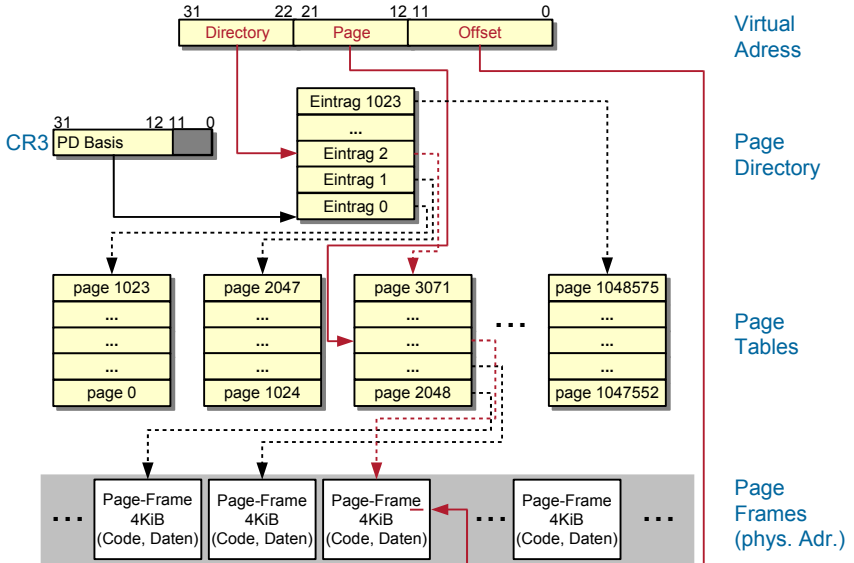 31 22 21 12 11 0
Directory Page Offset
Virtual
Adress
31 12 11 0
CR3 PD Basis
Eintrag 1023
...
Eintrag 2
Eintrag 1
Eintrag 0
Page
Directory
page 1023 page 2047 page 3071 page 1048575
... ... ... ...
... ... ... ... ...
... ... ... ...
page 0 page 1024 page 2048 page 1047552
Page
Tables
... Page-Frame Page-Frame Page-Frame ... Page-Frame ...
4KiB 4KiB 4KiB 4KiB
(Code, Daten) (Code, Daten) (Code, Daten) (Code, Daten)
Page
Frames
(phys. Adr.)